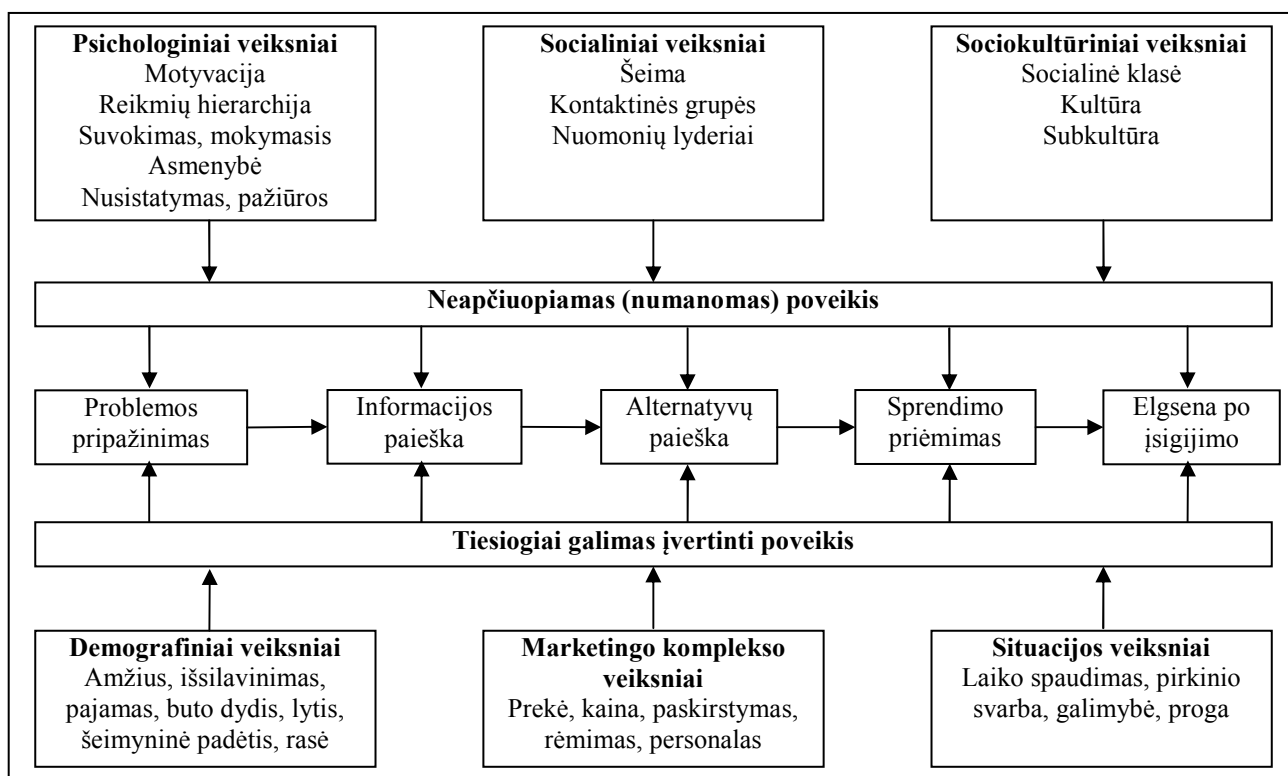 Psichologiniai veiksniai
Motyvacija
Reikmių hierarchija
Suvokimas, mokymasis
Asmenybė
Nusistatymas, pažiūros
Socialiniai veiksniai
Šeima
Kontaktinės grupės
Nuomonių lyderiai
Sociokultūriniai veiksniai
Socialinė klasė
Kultūra
Subkultūra
Neapčiuopiamas (numanomas) poveikis
Problemos
pripažinimas
Informacijos
paieška
Alternatyvų
paieška
Sprendimo
priėmimas
Elgsena po
įsigijimo
Tiesiogiai galimas įvertinti poveikis
Demografiniai veiksniai
Amžius, išsilavinimas,
pajamas, buto dydis, lytis,
šeimyninė padėtis, rasė
Marketingo komplekso
veiksniai
Prekė, kaina, paskirstymas,
rėmimas, personalas
Situacijos veiksniai
Laiko spaudimas, pirkinio
svarba, galimybė, proga